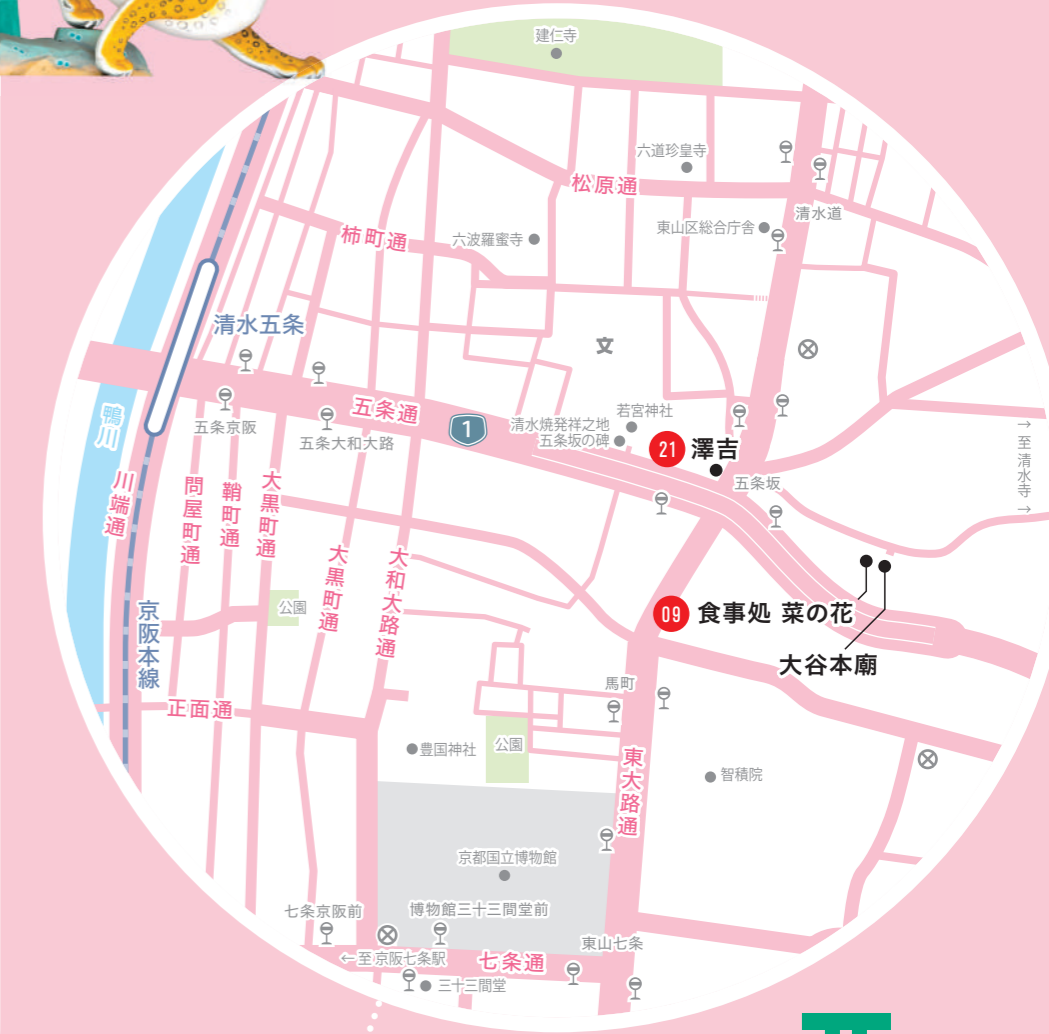 建仁寺
六道珍皇寺
松原通
清水道
東山区総合庁舎
柿町通
六波羅蜜寺
清水五条
文
五条通
1
若宮神社
清水焼発祥之地
五条坂の碑
21 澤吉
→至清水寺→
五条坂
鴨川
五条京阪
五条大和大路
川端通
問屋町通
鞘町通
大黒町通
大黒町通
大和大路通
公園
京阪本線
09 食事処 菜の花
大谷本廟
正面通
馬町
豊国神社
公園
東大路通
智積院
京都国立博物館
七条京阪前
博物館三十三間堂前
東山七条
←至京阪七条駅
七条通
三十三間堂